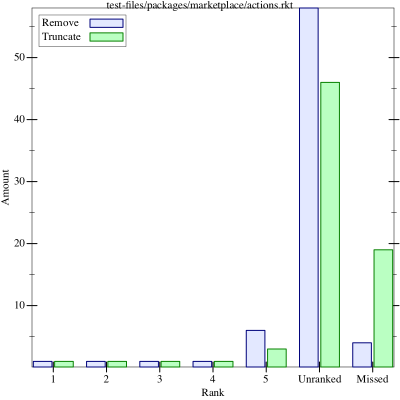 test-files/packages/marketplace/actions.rkt
Remove
Truncate
50
40
30
20
10
Amount
1 2 3 4 5 Unranked Missed
Rank